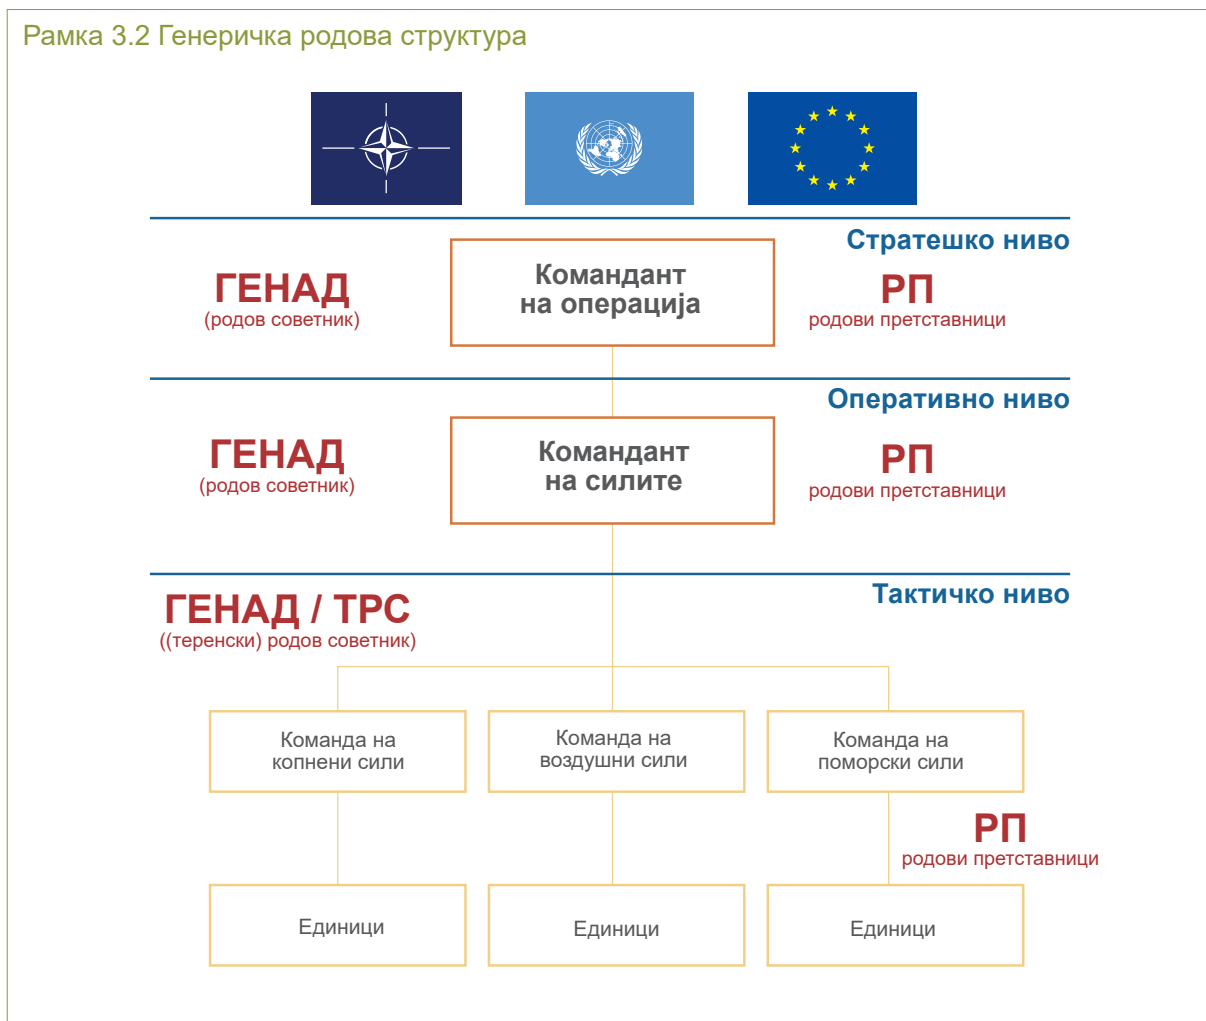 Рамка 3.2 Генеричка родова структура
Стратешко ниво
ГЕНАД
(родов советник)
Командант
на операција
РП
родови претставници
Оперативно ниво
ГЕНАД
(родов советник)
Командант
на силите
РП
родови претставници
Тактичко ниво
ГЕНАД / ТРС
((теренски) родов советник)
Команда на
копнени сили
Команда на
воздушни сили
Команда на
поморски сили
РП
родови претставници
Единици
Единици
Единици